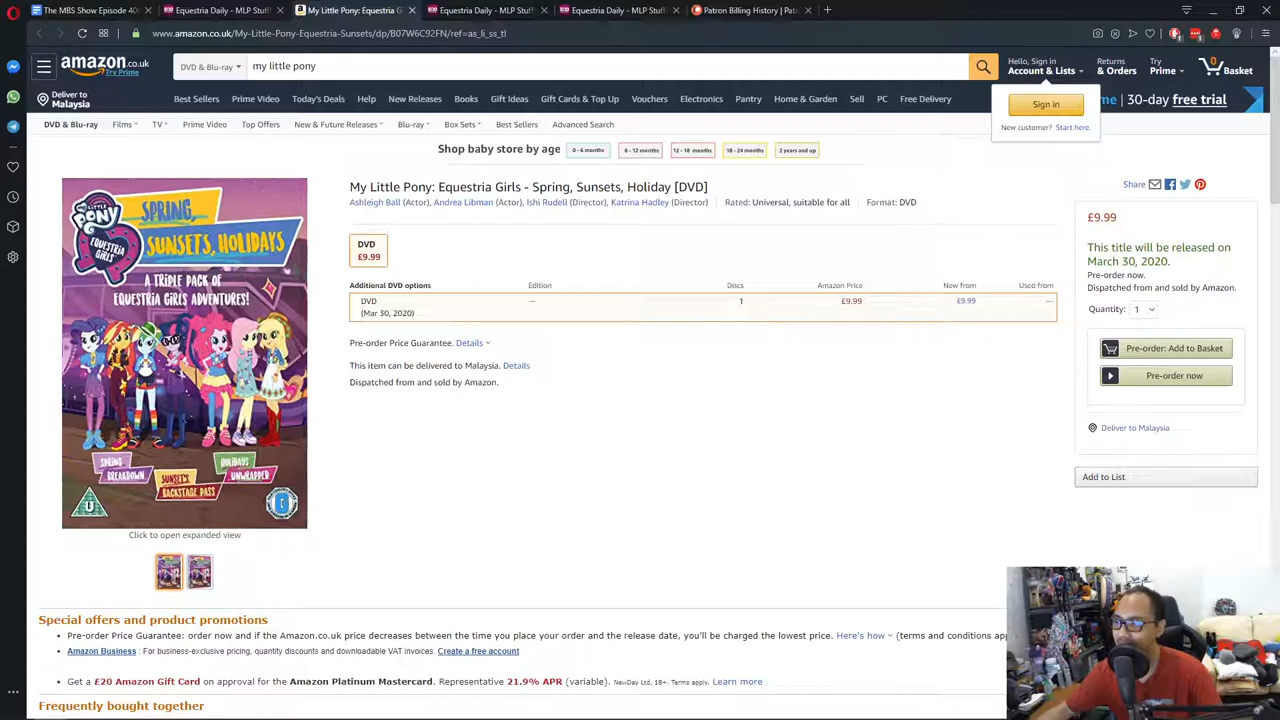 The MBS Show Episode 40
My Little Pony: Equestria G
Equestria Daily - MLP Stuff!
Equestria Daily - MLP Stuff!
Patron Billing History | Pat
www.amazon.co.uk/My-Little-Pony-Equestria-Sunsets/dp/B07W6C92FN/ref=as_li_ss_tl
amazon.co.uk
Try Prime
DVD & Blu-ray
my little pony
Hello, Sign in
Account & Lists
Returns
& Orders
Try
Prime
0
Basket
Deliver to
Malaysia
Best Sellers Prime Video Today's Deals Help New Releases Books Gift Ideas Gift Cards & Top Up Vouchers Electronics Pantry Home & Garden Sell PC Free Delivery
30-day free trial
Sign in
New customer? Start here.
DVD & Blu-ray Films TV Prime Video Top Offers New & Future Releases Blu-ray Box Sets Best Sellers Advanced Search
Shop baby store by age
0 - 6 months
6 - 12 months
12 - 18 months
18 - 24 months
2 years and up
My Little Pony: Equestria Girls - Spring, Sunsets, Holiday [DVD]
Ashleigh Ball (Actor), Andrea Libman (Actor), Ishi Rudell (Director), Katrina Hadley (Director) Rated: Universal, suitable for all Format: DVD
Share
MY LITTLE PONY
EQUESTRIA GIRLS
SPRING,
SUNSETS, HOLIDAYS
A TRIPLE PACK OF
EQUESTRIA GIRLS ADVENTURES!
SPRING
BREAKDOWN
SUNSET'S
BACKSTAGE PASS
HOLIDAYS
UNWRAPPED
U
Click to open expanded view
DVD
£9.99
Additional DVD options Edition Discs Amazon Price New from Used from
DVD — 1 £9.99 £9.99 —
(Mar 30, 2020)
Pre-order Price Guarantee. Details
This item can be delivered to Malaysia. Details
Dispatched from and sold by Amazon.
£9.99
This title will be released on
March 30, 2020.
Pre-order now.
Dispatched from and sold by Amazon.
Quantity: 1
Pre-order: Add to Basket
Pre-order now
Deliver to Malaysia
Add to List
Special offers and product promotions
Pre-order Price Guarantee: order now and if the Amazon.co.uk price decreases between the time you place your order and the release date, you'll be charged the lowest price. Here's how (terms and conditions app
Amazon Business : For business-exclusive pricing, quantity discounts and downloadable VAT invoices. Create a free account
Get a £20 Amazon Gift Card on approval for the Amazon Platinum Mastercard. Representative 21.9% APR (variable). NewDay Ltd, 18+. Terms apply. Learn more
Frequently bought together